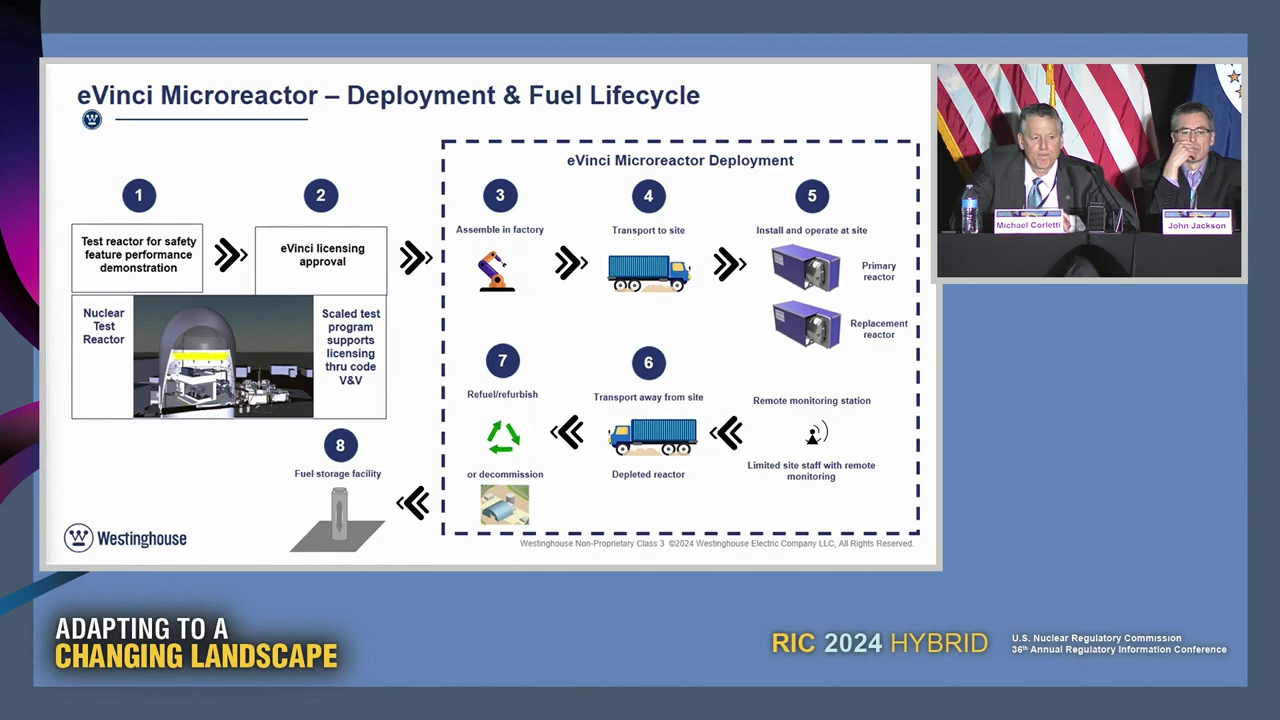 eVinci Microreactor – Deployment & Fuel Lifecycle
eVinci Microreactor Deployment
1
2
3
4
5
Test reactor for safety
feature performance
demonstration
eVinci licensing
approval
Assemble in factory
Transport to site
Install and operate at site
Primary
reactor
Replacement
reactor
Nuclear
Test
Reactor
Scaled test
program
supports
licensing
thru code
V&V
7
6
Refuel/refurbish
Transport away from site
Remote monitoring station
or decommission
Depleted reactor
Limited site staff with remote
monitoring
8
Fuel storage facility
Westinghouse
Westinghouse Non-Proprietary Class 3 ©2024 Westinghouse Electric Company LLC, All Rights Reserved.
Michael Corletti
John Jackson
ADAPTING TO A
CHANGING LANDSCAPE
RIC 2024 HYBRID
U.S. Nuclear Regulatory Commission
36th Annual Regulatory Information Conference